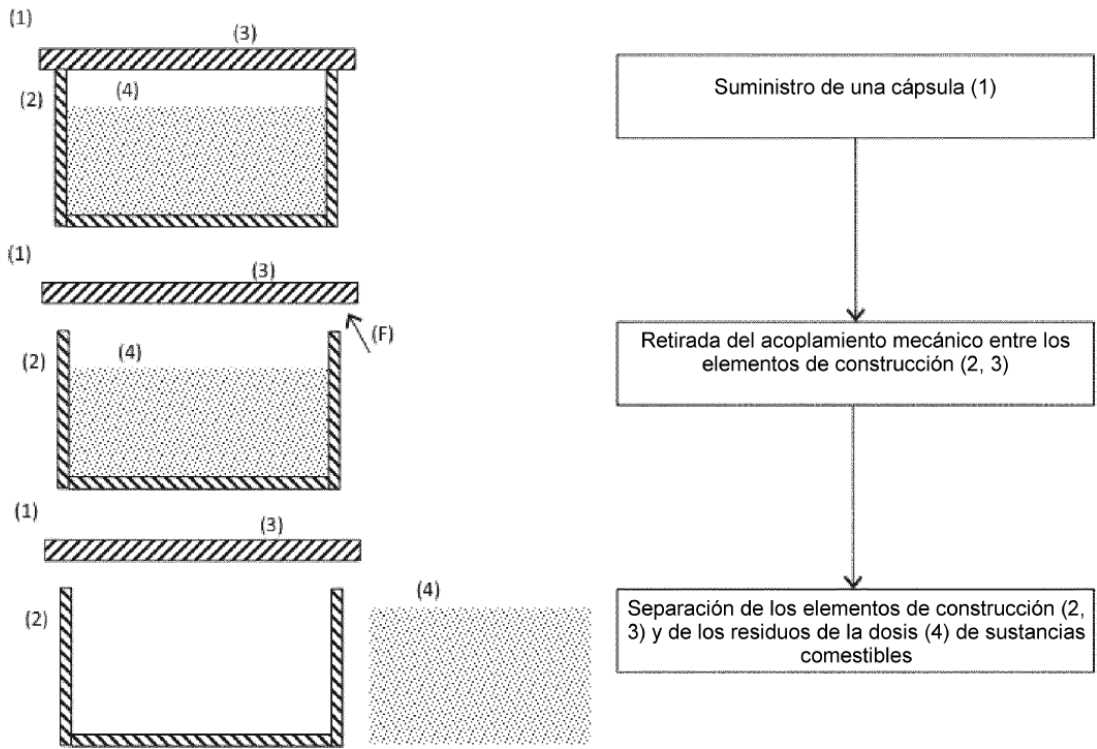 (1)
(3)
(2)
(4)
Suministro de una cápsula (1)
(1)
(3)
(F)
(2)
(4)
Retirada del acoplamiento mecánico entre los
elementos de construcción (2, 3)
(1)
(3)
(2)
(4)
Separación de los elementos de construcción (2,
3) y de los residuos de la dosis (4) de sustancias
comestibles